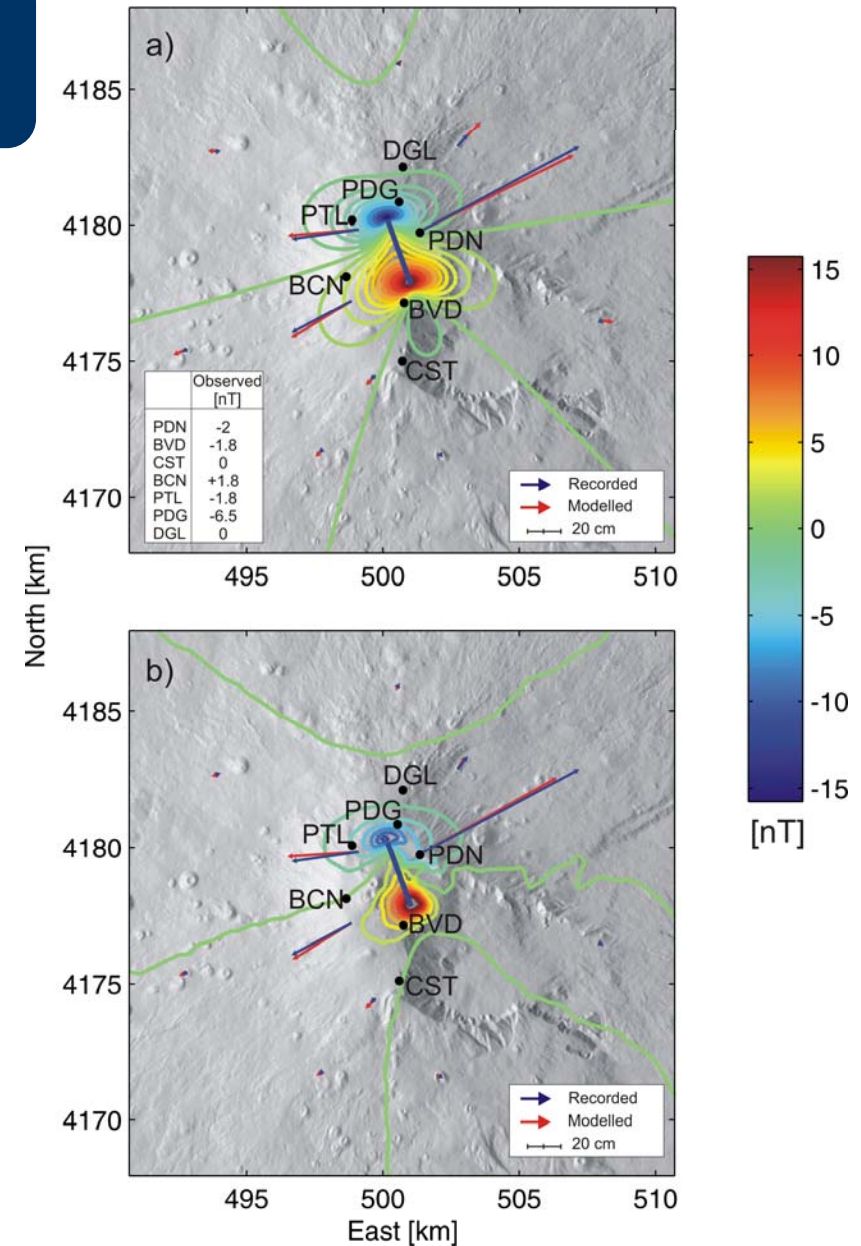 a)
4185
4180
4175
4170
DGL
PDG
PTL
PDN
BCN
BVD
CST
Observed
[nT]
PDN -2
BVD -1.8
CST 0
BCN +1.8
PTL -1.8
PDG -6.5
DGL 0
Recorded
Modelled
20 cm
495 500 505 510
North [km]
b)
4185
4180
4175
4170
DGL
PDG
PTL
PDN
BCN
BVD
CST
Recorded
Modelled
20 cm
495 500 505 510
East [km]
15
10
5
0
-5
-10
-15
[nT]